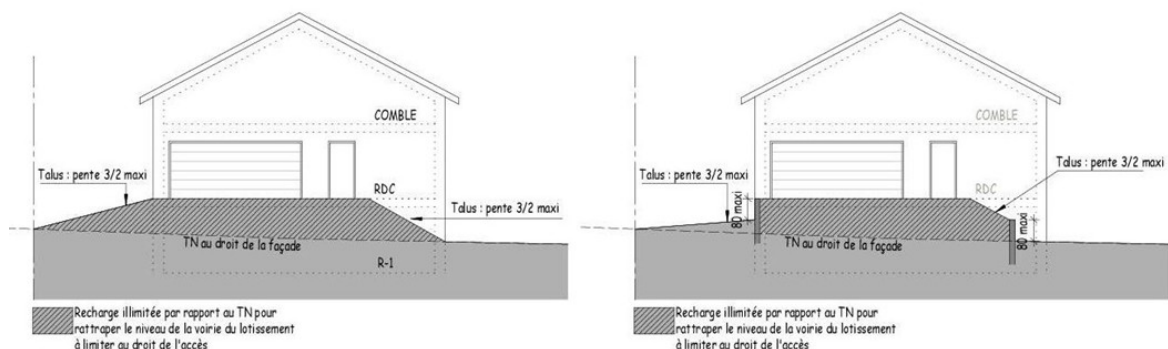 COMBLE
Talus : pente 3/2 maxi
RDC
Talus : pente 3/2 maxi
TN au droit de la façade
R-1
Recharge illimitée par rapport au TN pour
rattraper le niveau de la voirie du lotissement
à limiter au droit de l'accès
COMBLE
Talus : pente 3/2 maxi
Talus : pente 3/2 maxi
RDC
80 maxi
80 maxi
TN au droit de la façade
Recharge illimitée par rapport au TN pour
rattraper le niveau de la voirie du lotissement
à limiter au droit de l'accès